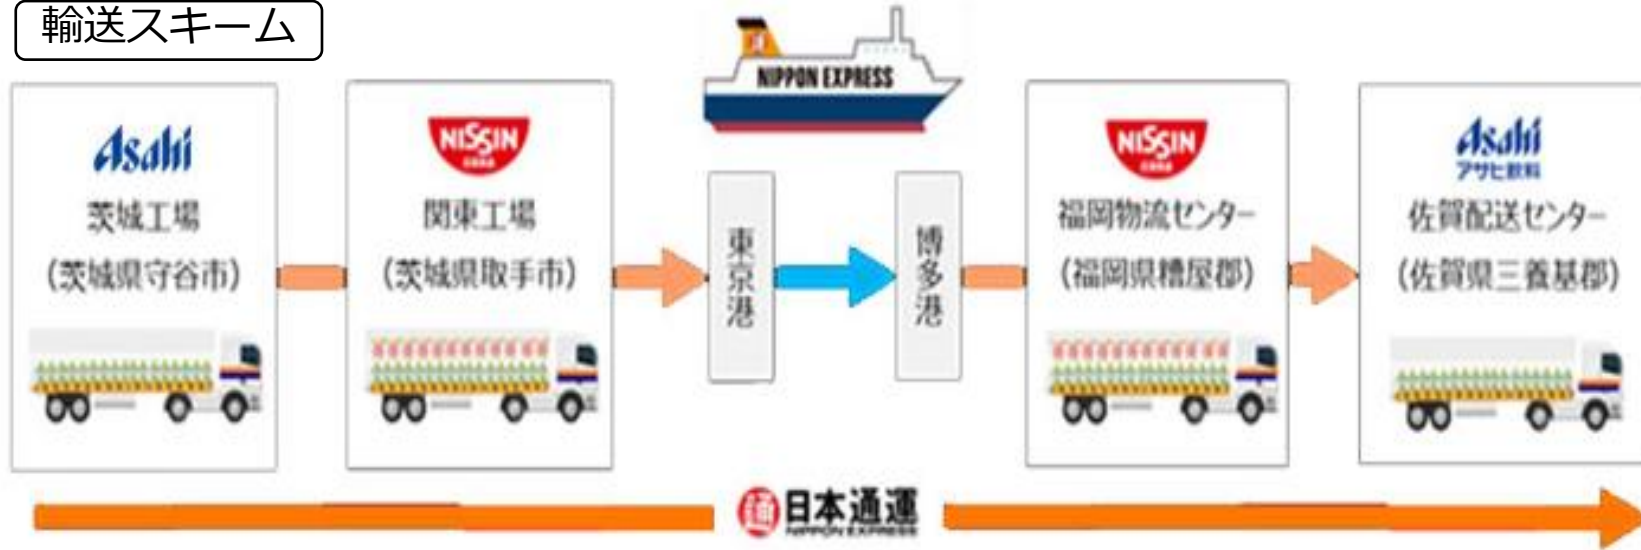 輸送スキーム
NIPPON EXPRESS
Asahi
茨城工場
(茨城県守谷市)
NISSIN
関東工場
(茨城県取手市)
東京港
博多港
NISSIN
福岡物流センター
(福岡県糟屋郡)
Asahi
アサヒ飲料
佐賀配送センター
(佐賀県三養基郡)
日本通運
NIPPON EXPRESS